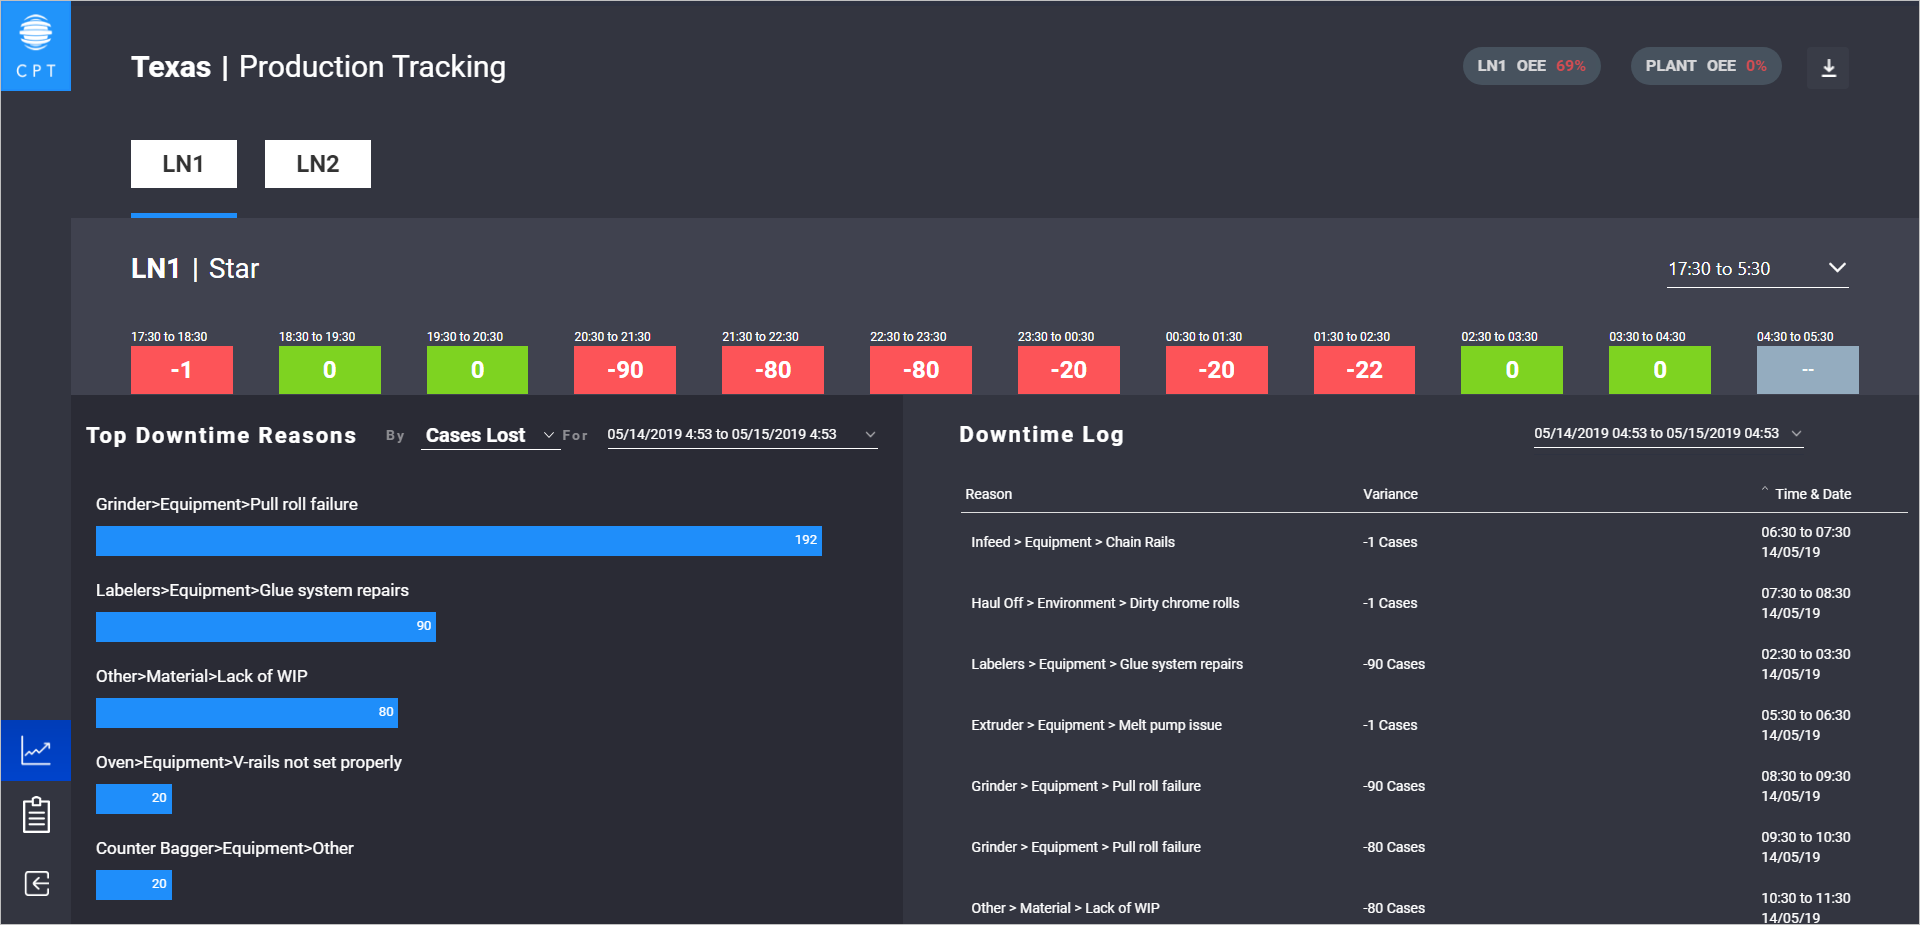 CPT
Texas | Production Tracking
LN1 OEE 69%
PLANT OEE 0%
LN1
LN2
LN1 | Star
17:30 to 5:30
17:30 to 18:30
18:30 to 19:30
19:30 to 20:30
20:30 to 21:30
21:30 to 22:30
22:30 to 23:30
23:30 to 00:30
00:30 to 01:30
01:30 to 02:30
02:30 to 03:30
03:30 to 04:30
04:30 to 05:30
-1
0
0
-90
-80
-80
-20
-20
-22
0
0
--
Top Downtime Reasons By Cases Lost For 05/14/2019 4:53 to 05/15/2019 4:53
Grinder>Equipment>Pull roll failure
192
Labelers>Equipment>Glue system repairs
90
Other>Material>Lack of WIP
80
Oven>Equipment>V-rails not set properly
20
Counter Bagger>Equipment>Other
20
Downtime Log
05/14/2019 04:53 to 05/15/2019 04:53
Reason Variance Time & Date
Infeed > Equipment > Chain Rails -1 Cases 06:30 to 07:30
14/05/19
Haul Off > Environment > Dirty chrome rolls -1 Cases 07:30 to 08:30
14/05/19
Labelers > Equipment > Glue system repairs -90 Cases 02:30 to 03:30
14/05/19
Extruder > Equipment > Melt pump issue -1 Cases 05:30 to 06:30
14/05/19
Grinder > Equipment > Pull roll failure -90 Cases 08:30 to 09:30
14/05/19
Grinder > Equipment > Pull roll failure -80 Cases 09:30 to 10:30
14/05/19
Other > Material > Lack of WIP -80 Cases 10:30 to 11:30
14/05/19